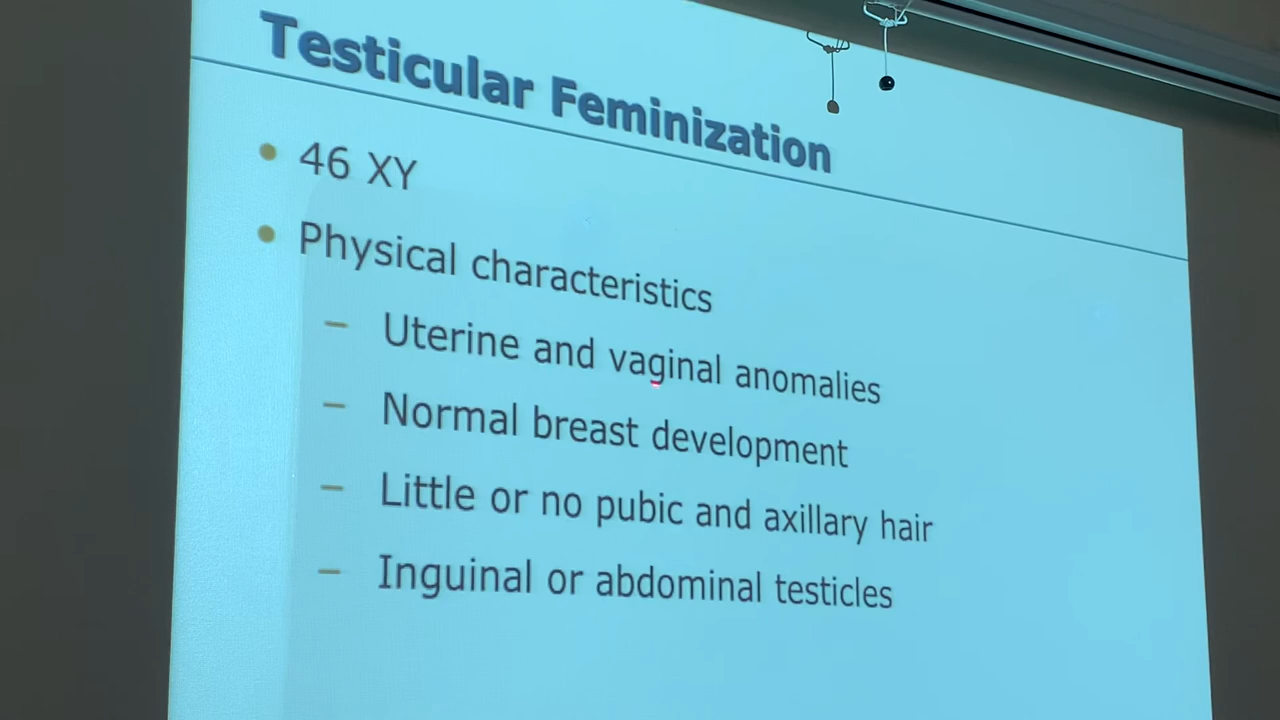 Testicular Feminization
• 46 XY
• Physical characteristics
– Uterine and vaginal anomalies
– Normal breast development
– Little or no pubic and axillary hair
– Inguinal or abdominal testicles